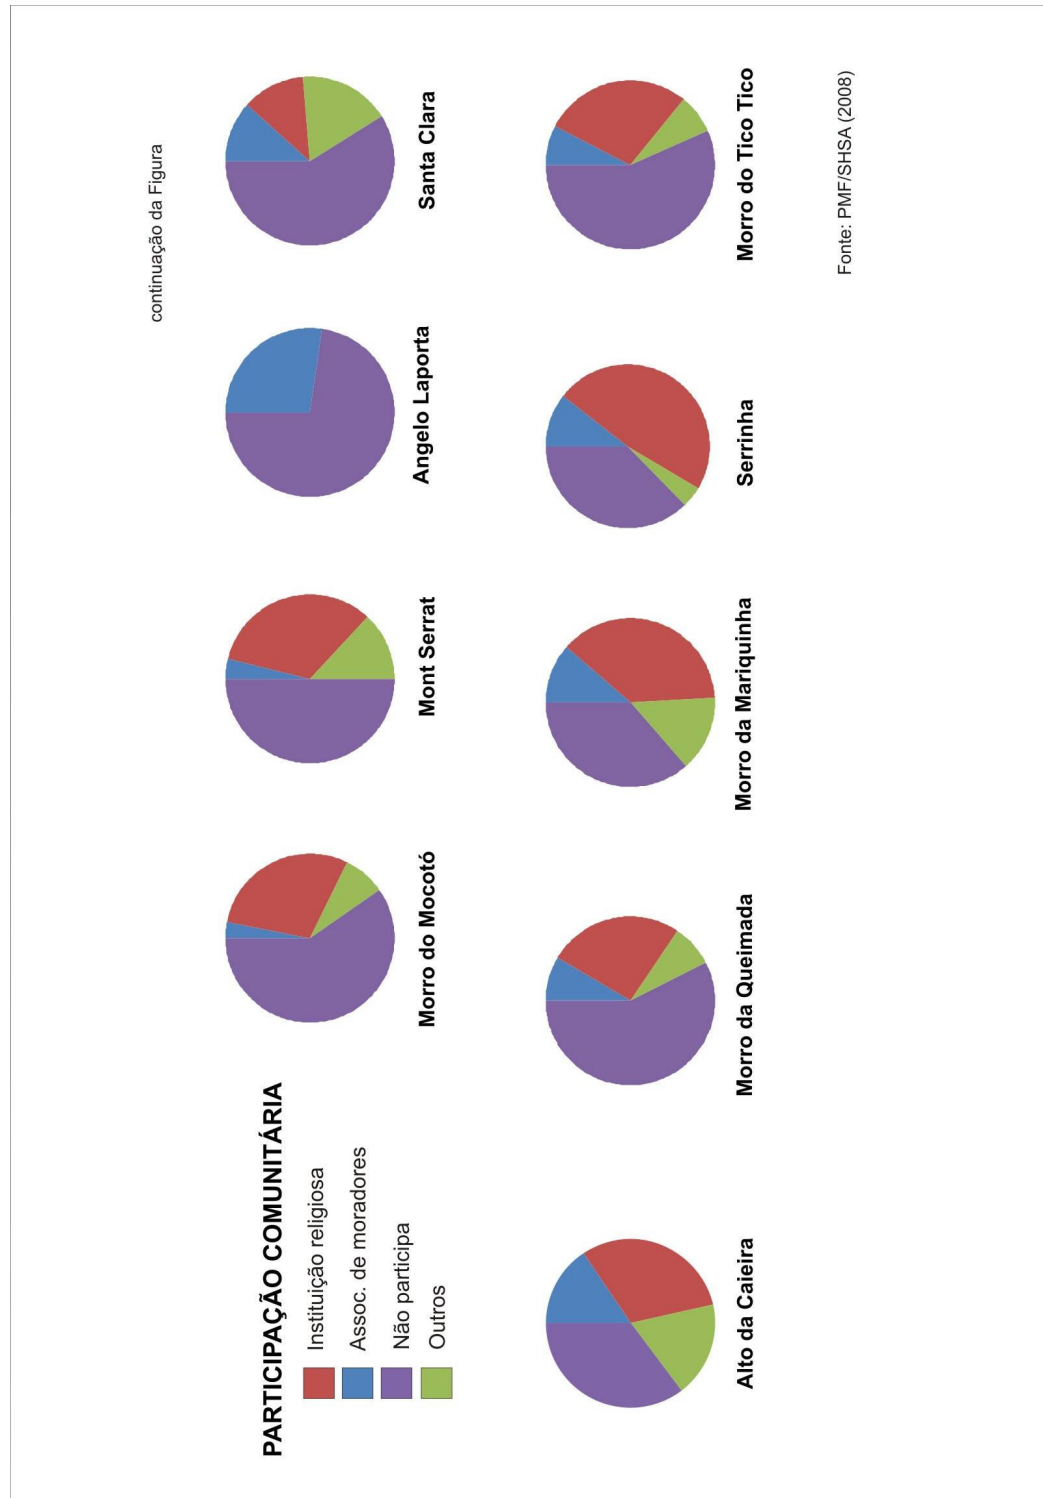 continuação da Figura
PARTICIPAÇÃO COMUNITÁRIA
Instituição religiosa
Assoc. de moradores
Não participa
Outros
Morro do Mocotó
Mont Serrat
Angelo Laporta
Santa Clara
Alto da Caieira
Morro da Queimada
Morro da Mariquinha
Serrinha
Morro do Tico Tico
Fonte: PMF/SHSA (2008)